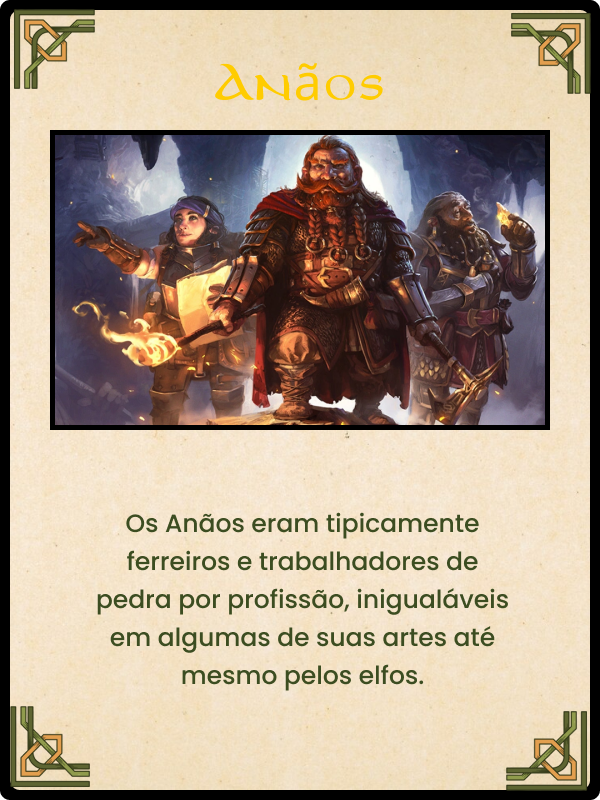 Anãos
Os Anãos eram tipicamente
ferreiros e trabalhadores de
pedra por profissão, inigualáveis
em algumas de suas artes até
mesmo pelos elfos.